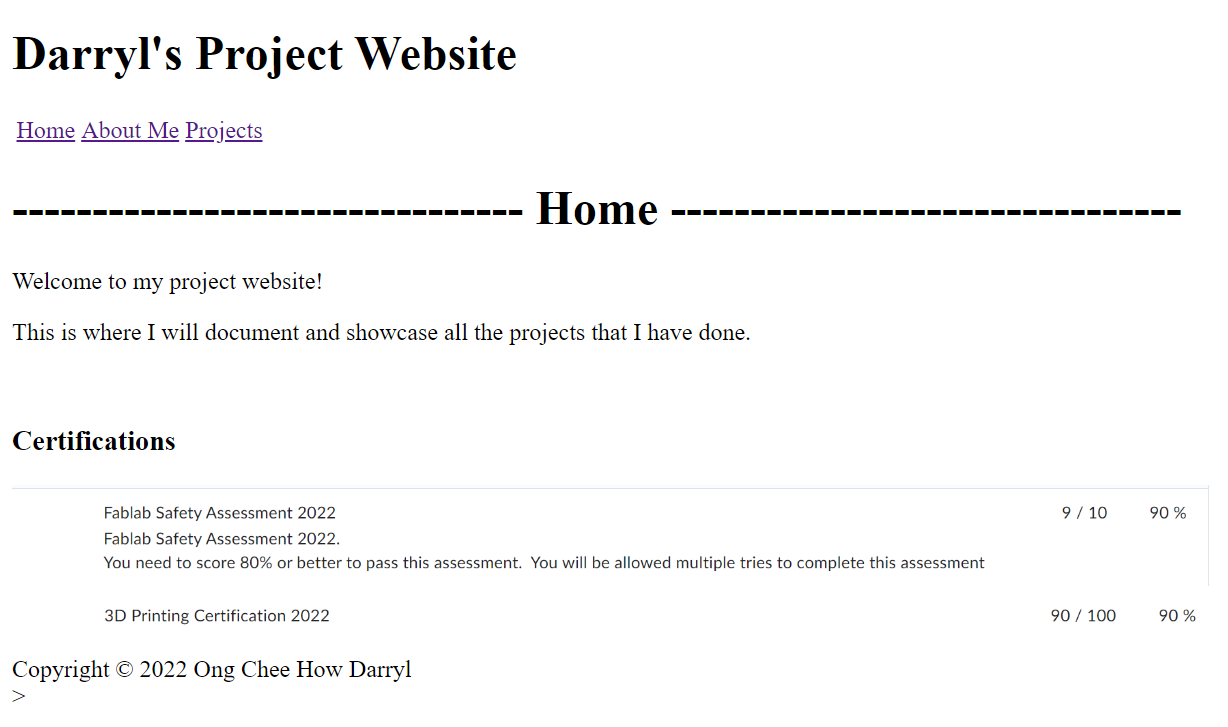 Darryl's Project Website
Home About Me Projects
-------------------------------- Home --------------------------------
Welcome to my project website!
This is where I will document and showcase all the projects that I have done.
Certifications
Fablab Safety Assessment 2022 9 / 10 90 %
Fablab Safety Assessment 2022.
You need to score 80% or better to pass this assessment.  You will be allowed multiple tries to complete this assessment
3D Printing Certification 2022 90 / 100 90 %
Copyright © 2022 Ong Chee How Darryl
>